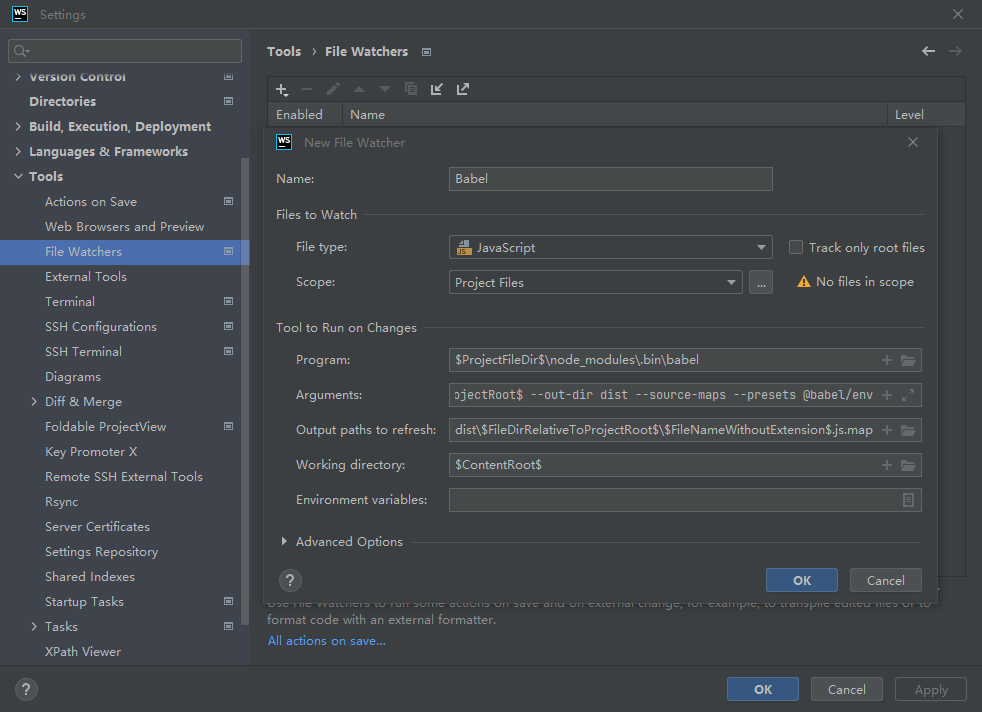 WS Settings
Tools › File Watchers
Version Control
Directories
Build, Execution, Deployment
Languages & Frameworks
Tools
Actions on Save
Web Browsers and Preview
File Watchers
External Tools
Terminal
SSH Configurations
SSH Terminal
Diagrams
Diff & Merge
Foldable ProjectView
Key Promoter X
Remote SSH External Tools
Rsync
Server Certificates
Settings Repository
Shared Indexes
Startup Tasks
Tasks
XPath Viewer
Enabled Name Level
WS New File Watcher
Name: Babel
Files to Watch
File type: JS JavaScript Track only root files
Scope: Project Files ... No files in scope
Tool to Run on Changes
Program: $ProjectFileDir$\node_modules\.bin\babel
Arguments: ojectRoot$ --out-dir dist --source-maps --presets @babel/env
Output paths to refresh: dist\$FileDirRelativeToProjectRoot$\$FileNameWithoutExtension$.js.map
Working directory: $ContentRoot$
Environment variables:
Advanced Options
? OK Cancel
Use File Watchers to run some actions on save and on external change, for example, to transpile edited files or to
format code with an external formatter.
All actions on save...
? OK Cancel Apply